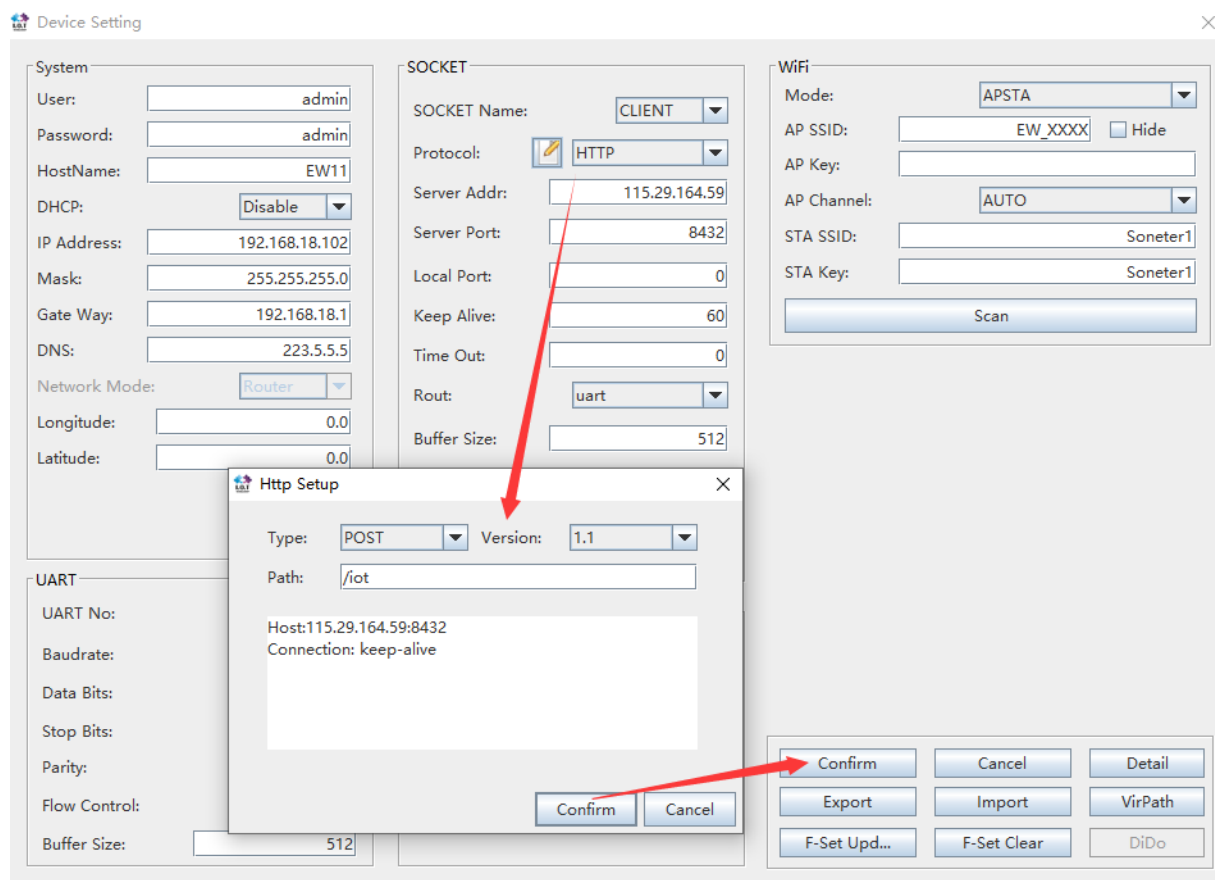 Device Setting
System
User: admin
Password: admin
HostName: EW11
DHCP: Disable
IP Address: 192.168.18.102
Mask: 255.255.255.0
Gate Way: 192.168.18.1
DNS: 223.5.5.5
Network Mode: Router
Longitude: 0.0
Latitude: 0.0
UART
UART No:
Baudrate:
Data Bits:
Stop Bits:
Parity:
Flow Control:
Buffer Size: 512
SOCKET
SOCKET Name: CLIENT
Protocol: HTTP
Server Addr: 115.29.164.59
Server Port: 8432
Local Port: 0
Keep Alive: 60
Time Out: 0
Rout: uart
Buffer Size: 512
Http Setup
Type: POST Version: 1.1
Path: /iot
Host:115.29.164.59:8432
Connection: keep-alive
Confirm Cancel
WiFi
Mode: APSTA
AP SSID: EW_XXXX Hide
AP Key:
AP Channel: AUTO
STA SSID: Soneter1
STA Key: Soneter1
Scan
Confirm Cancel Detail
Export Import VirPath
F-Set Upd... F-Set Clear DiDo